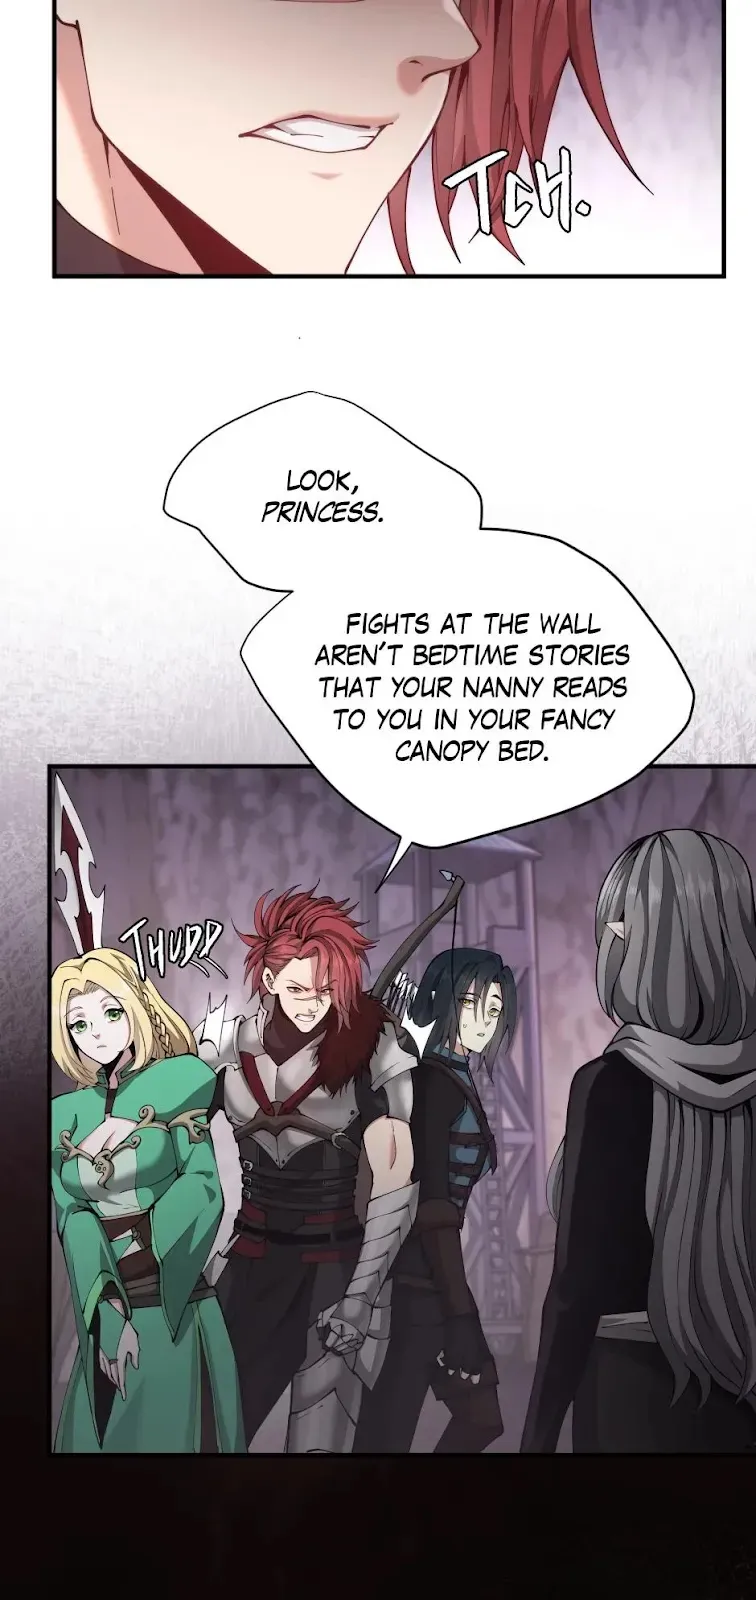 TCH.
LOOK,
PRINCESS.
FIGHTS AT THE WALL
AREN'T BEDTIME STORIES
THAT YOUR NANNY READS
TO YOU IN YOUR FANCY
CANOPY BED.
THUDD